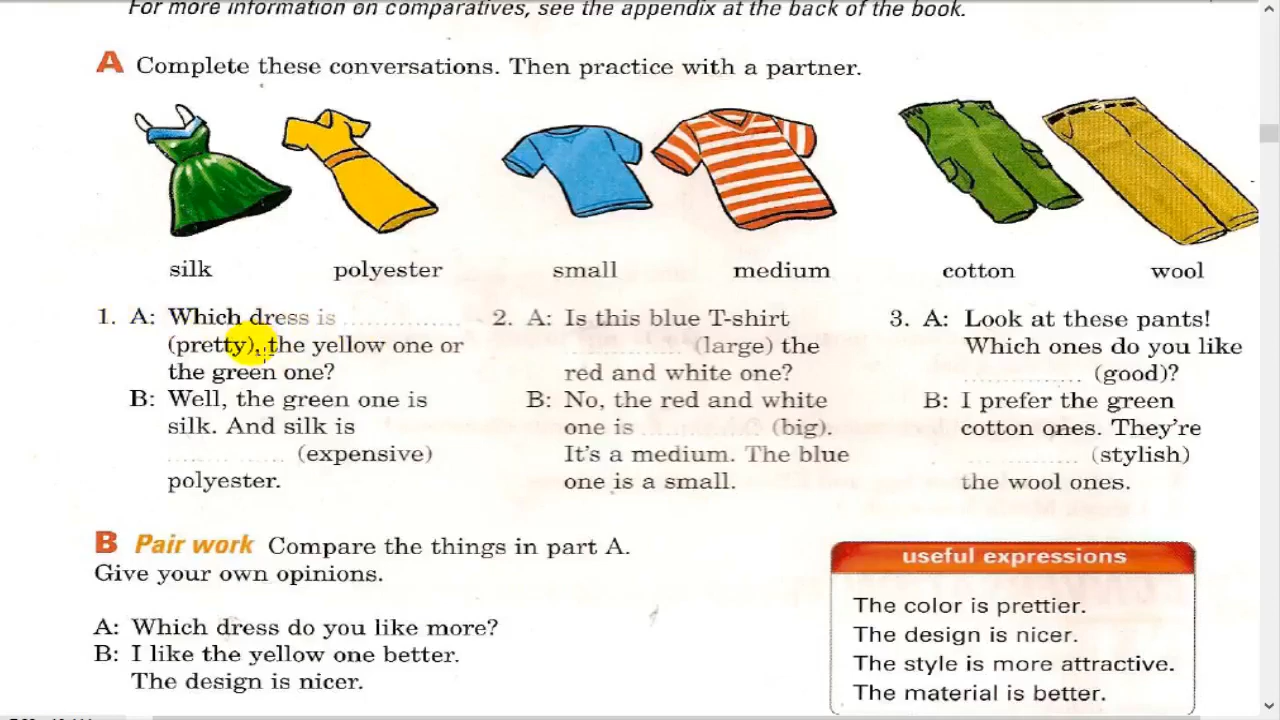 For more information on comparatives, see the appendix at the back of the book.
A Complete these conversations. Then practice with a partner.
silk polyester small medium cotton wool
1. A: Which dress is ....................
(pretty), the yellow one or
the green one?
B: Well, the green one is
silk. And silk is
.................... (expensive)
polyester.
2. A: Is this blue T-shirt
.................... (large) the
red and white one?
B: No, the red and white
one is .................... (big).
It's a medium. The blue
one is a small.
3. A: Look at these pants!
Which ones do you like
.................... (good)?
B: I prefer the green
cotton ones. They're
.................... (stylish)
the wool ones.
B Pair work Compare the things in part A.
Give your own opinions.
A: Which dress do you like more?
B: I like the yellow one better.
The design is nicer.
useful expressions
The color is prettier.
The design is nicer.
The style is more attractive.
The material is better.